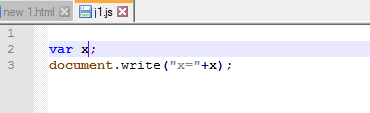 new 1.html j1.js
1
2 var x;
3 document.write("x="+x);